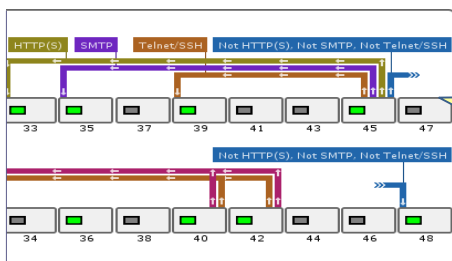 HTTP(S) SMTP Telnet/SSH Not HTTP(S), Not SMTP, Not Telnet/SSH
33 35 37 39 41 43 45 47
Not HTTP(S), Not SMTP, Not Telnet/SSH
34 36 38 40 42 44 46 48